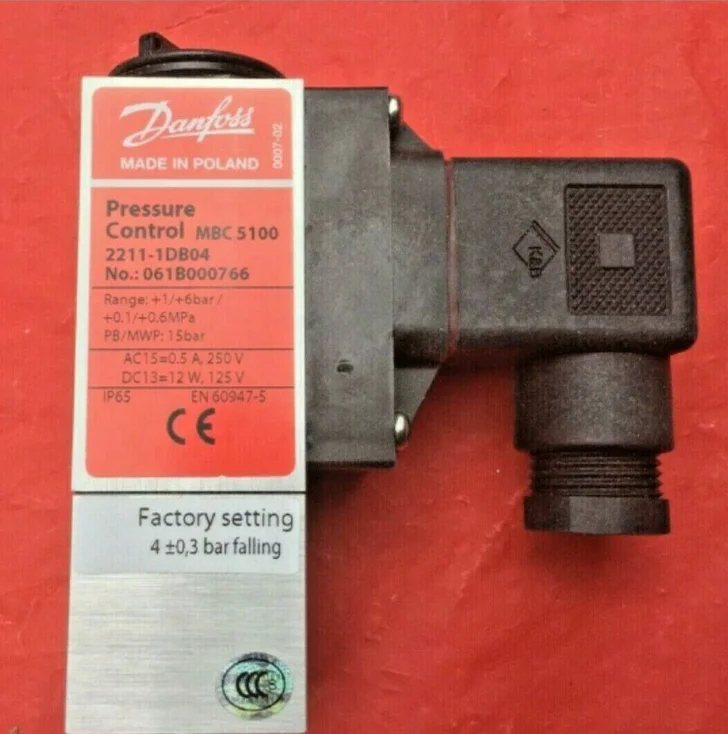 Danfoss
MADE IN POLAND
0007-02
Pressure
Control MBC 5100
2211-1DB04
No.: 061B000766
Range: +1/+6bar /
+0.1/+0.6MPa
PB/MWP: 15bar
AC15=0.5 A, 250 V
DC13=12 W, 125 V
IP65 EN 60947-5
CE
Factory setting
4 ±0,3 bar falling
CCC